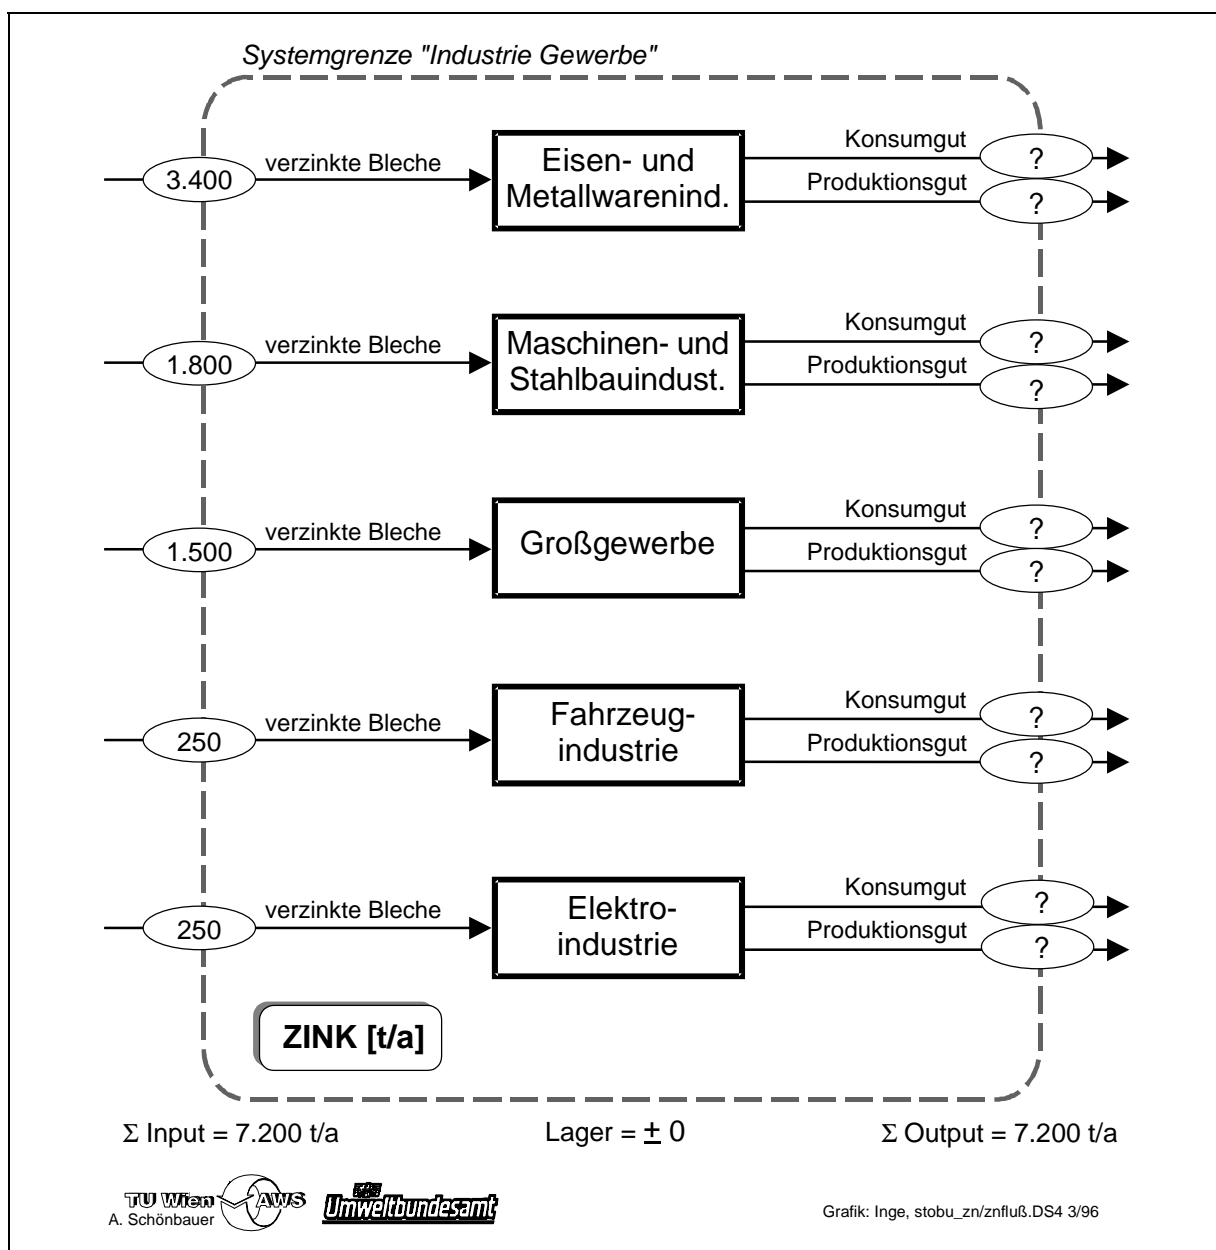 Systemgrenze "Industrie Gewerbe"
3.400
verzinkte Bleche
Eisen- und
Metallwarenind.
Konsumgut
?
Produktionsgut
?
1.800
verzinkte Bleche
Maschinen- und
Stahlbauindust.
Konsumgut
?
Produktionsgut
?
1.500
verzinkte Bleche
Großgewerbe
Konsumgut
?
Produktionsgut
?
250
verzinkte Bleche
Fahrzeug-
industrie
Konsumgut
?
Produktionsgut
?
250
verzinkte Bleche
Elektro-
industrie
Konsumgut
?
Produktionsgut
?
ZINK [t/a]
Σ Input = 7.200 t/a
Lager = ± 0
Σ Output = 7.200 t/a
TU Wien AWS
A. Schönbauer
Umweltbundesamt
Grafik: Inge, stobu_zn/znfluß.DS4 3/96